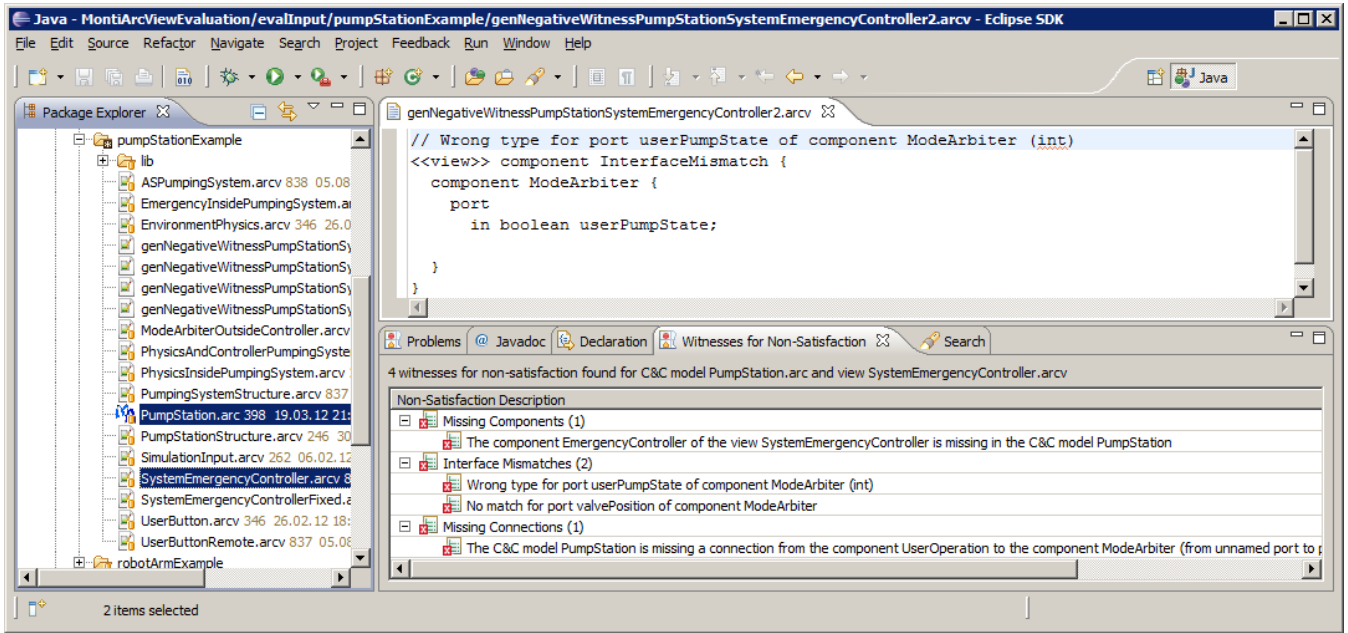 Java - MontiArcViewEvaluation/evalInput/pumpStationExample/genNegativeWitnessPumpStationSystemEmergencyController2.arcv - Eclipse SDK
File Edit Source Refactor Navigate Search Project Feedback Run Window Help
010
Java
Package Explorer
pumpStationExample
lib
ASPumpingSystem.arcv 838 05.08
EmergencyInsidePumpingSystem.ar
EnvironmentPhysics.arcv 346 26.0
genNegativeWitnessPumpStationSy
genNegativeWitnessPumpStationSy
genNegativeWitnessPumpStationSy
genNegativeWitnessPumpStationSy
ModeArbiterOutsideController.arcv
PhysicsAndControllerPumpingSyste
PhysicsInsidePumpingSystem.arcv
PumpingSystemStructure.arcv 837
PumpStation.arc 398 19.03.12 21:
PumpStationStructure.arcv 246 30
SimulationInput.arcv 262 06.02.12
SystemEmergencyController.arcv 8
SystemEmergencyControllerFixed.a
UserButton.arcv 346 26.02.12 18:
UserButtonRemote.arcv 837 05.08
robotArmExample
genNegativeWitnessPumpStationSystemEmergencyController2.arcv
// Wrong type for port userPumpState of component ModeArbiter (int)
<<view>> component InterfaceMismatch {
component ModeArbiter {
port
in boolean userPumpState;
}
}
Problems @ Javadoc Declaration Witnesses for Non-Satisfaction Search
4 witnesses for non-satisfaction found for C&C model PumpStation.arc and view SystemEmergencyController.arcv
Non-Satisfaction Description
Missing Components (1)
The component EmergencyController of the view SystemEmergencyController is missing in the C&C model PumpStation
Interface Mismatches (2)
Wrong type for port userPumpState of component ModeArbiter (int)
No match for port valvePosition of component ModeArbiter
Missing Connections (1)
The C&C model PumpStation is missing a connection from the component UserOperation to the component ModeArbiter (from unnamed port to p
2 items selected